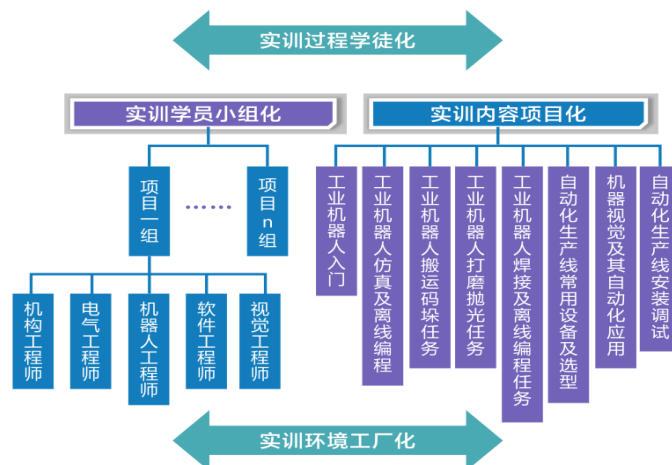 实训过程学徒化
实训学员小组化
实训内容项目化
项目一组
……
项目n组
机构工程师
电气工程师
机器人工程师
软件工程师
视觉工程师
工业机器人入门
工业机器人仿真及离线编程
工业机器人搬运码垛任务
工业机器人打磨抛光任务
工业机器人焊接及离线编程任务
自动化生产线常用设备及选型
机器视觉及其自动化应用
自动化生产线安装调试
实训环境工厂化